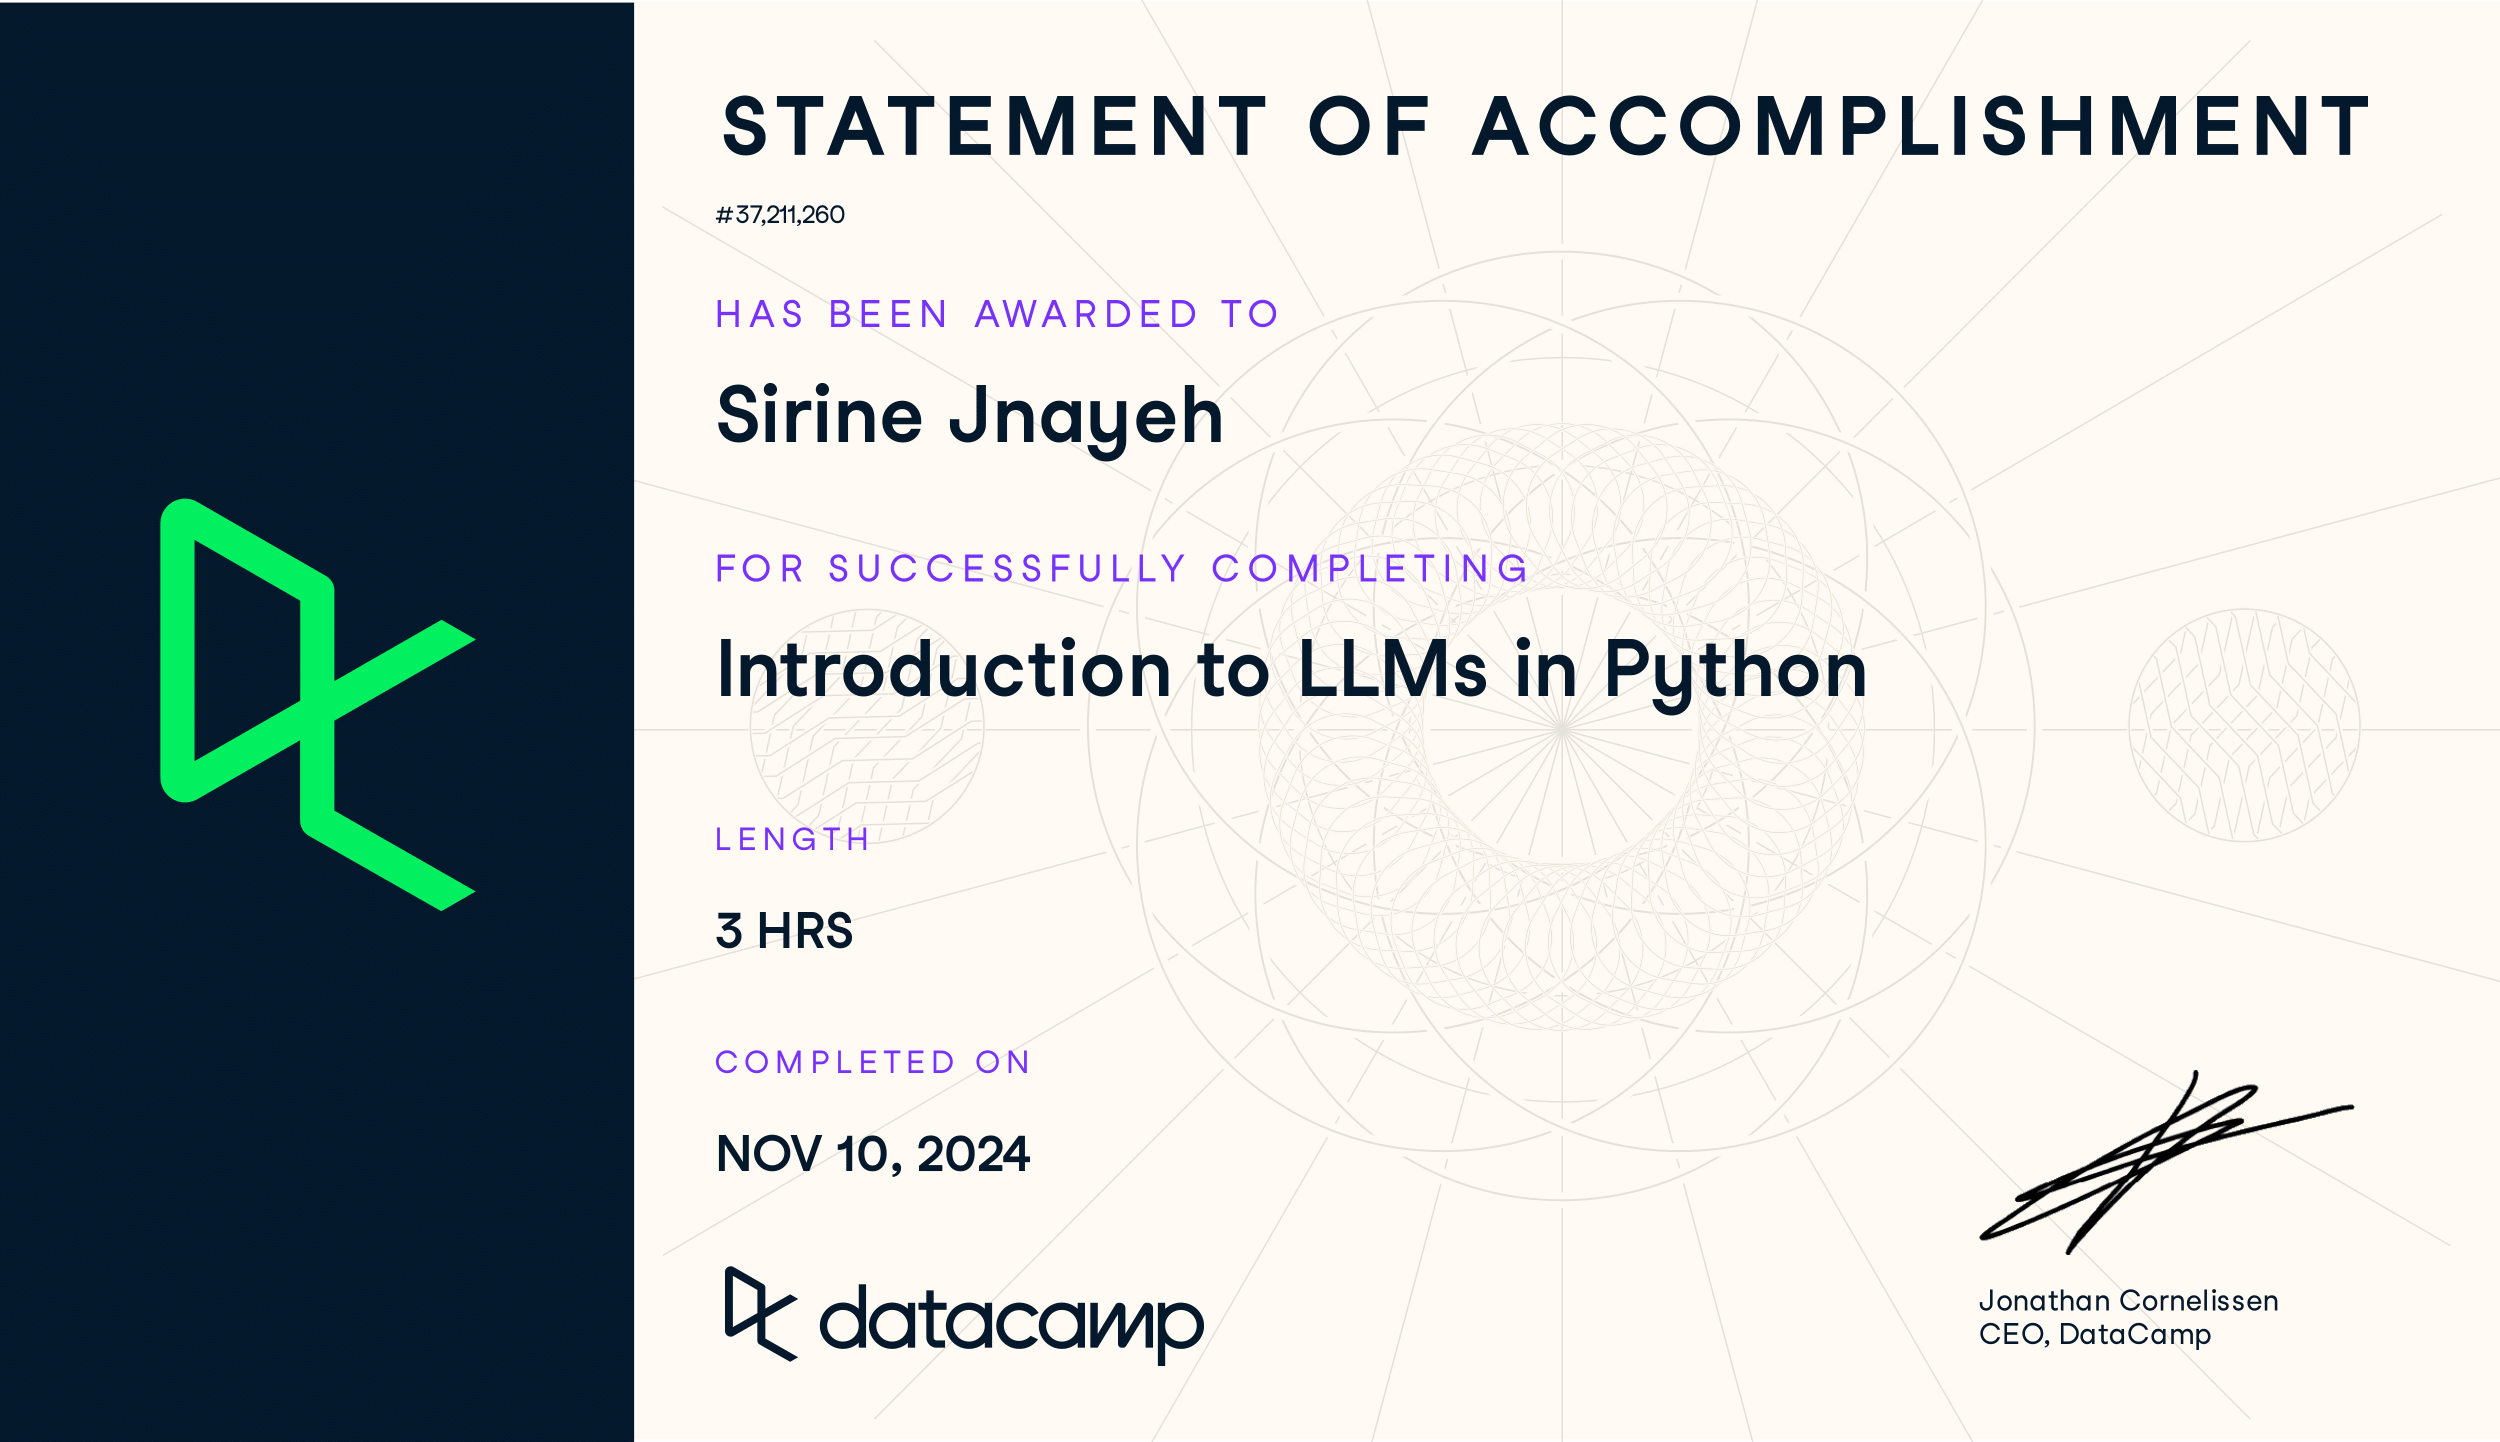 STATEMENT OF ACCOMPLISHMENT
#37,211,260
HAS BEEN AWARDED TO
Sirine Jnayeh
FOR SUCCESSFULLY COMPLETING
Introduction to LLMs in Python
LENGTH
3 HRS
COMPLETED ON
NOV 10, 2024
datacamp
Jonathan Cornelissen
CEO, DataCamp